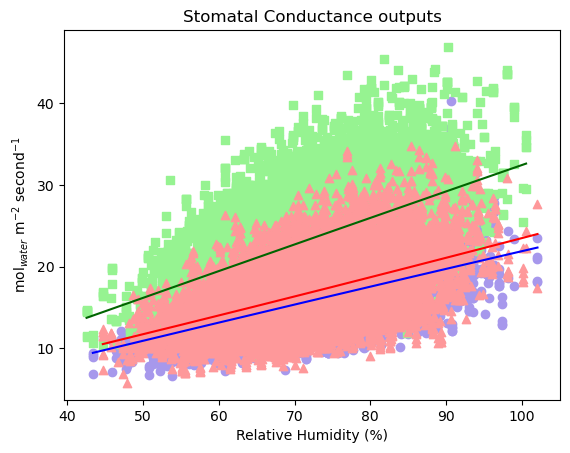 Stomatal Conductance outputs
mol_water m⁻² second⁻¹
40
30
20
10
40 50 60 70 80 90 100
Relative Humidity (%)